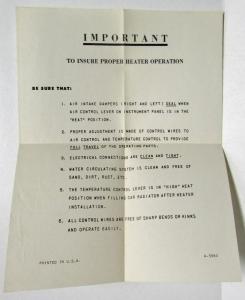 IMPORTANT
TO INSURE PROPER HEATER OPERATION
BE SURE THAT:
1. AIR INTAKE DAMPERS (RIGHT AND LEFT) SEAL WHEN
AIR CONTROL LEVER ON INSTRUMENT PANEL IS IN THE
"HEAT" POSITION.
2. PROPER ADJUSTMENT IS MADE OF CONTROL WIRES TO
AIR CONTROL AND TEMPERATURE CONTROL TO PROVIDE
FULL TRAVEL OF THE OPERATING PARTS.
3. ELECTRICAL CONNECTIONS ARE CLEAN AND TIGHT.
4. WATER CIRCULATING SYSTEM IS CLEAN AND FREE OF
SAND, DIRT, RUST, ETC.
5. THE TEMPERATURE CONTROL LEVER IS IN "HIGH" HEAT
POSITION WHEN FILLING CAR RADIATOR AFTER HEATER
INSTALLATION.
6. ALL CONTROL WIRES ARE FREE OF SHARP BENDS OR KINKS
AND OPERATE EASILY.
PRINTED IN U.S.A.